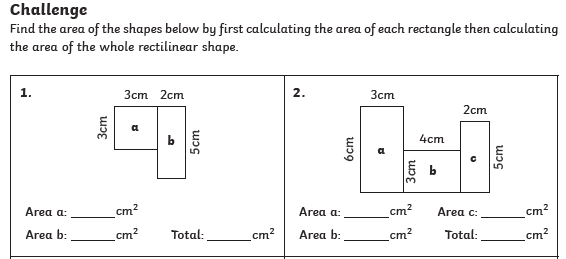 Challenge
Find the area of the shapes below by first calculating the area of each rectangle then calculating
the area of the whole rectilinear shape.
1.
3cm 2cm
3cm
a
b
5cm
Area a: ______cm²
Area b: ______cm² Total: ______cm²
2.
3cm
2cm
6cm
a
4cm
3cm
b
c
5cm
Area a: ______cm² Area c: ______cm²
Area b: ______cm² Total: ______cm²